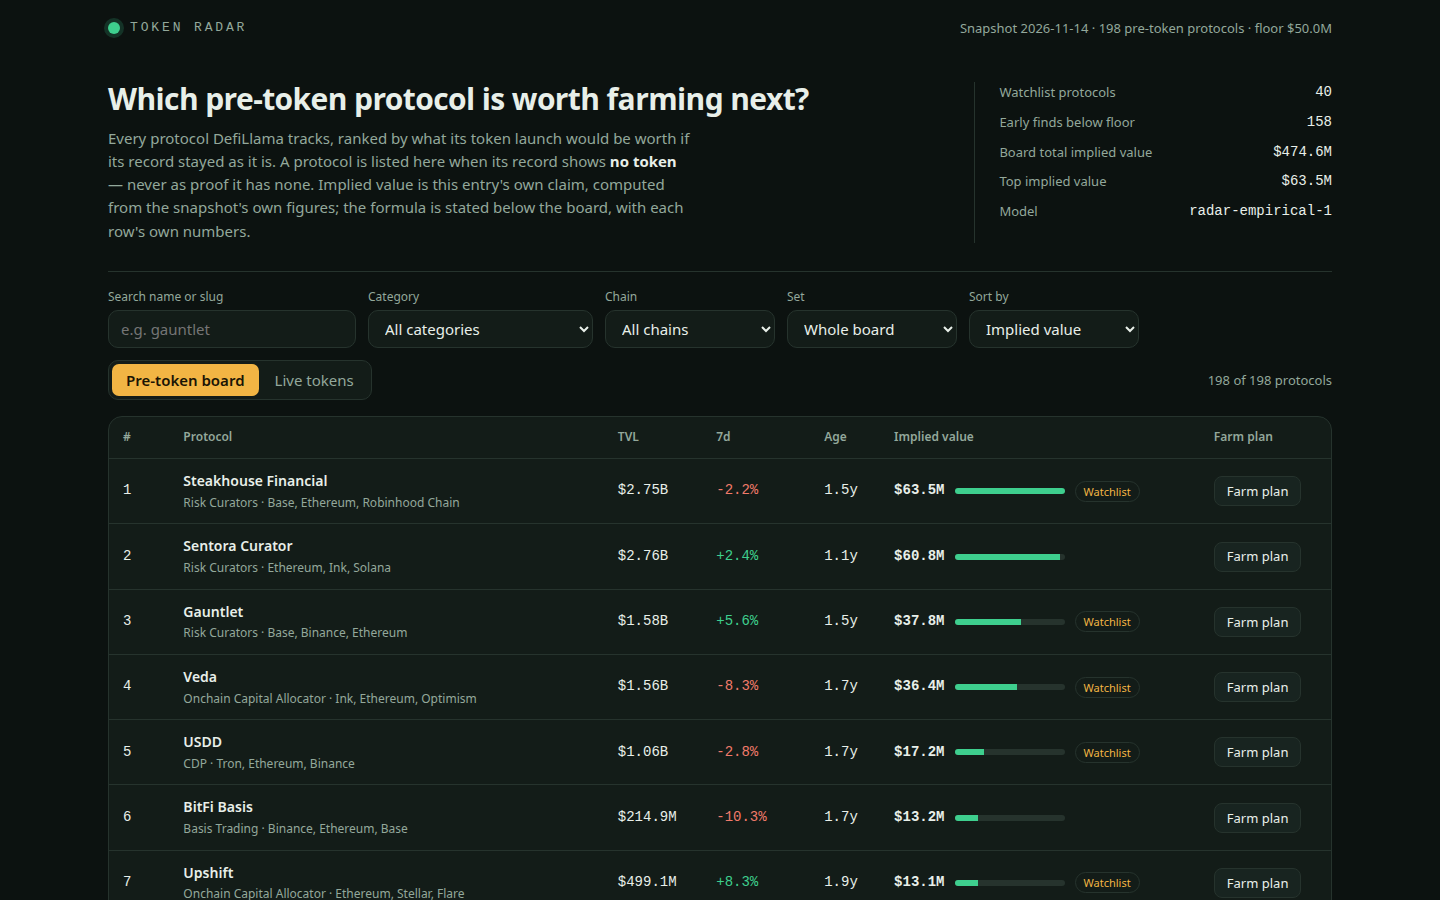 TOKEN RADAR
Snapshot 2026-11-14 · 198 pre-token protocols · floor $50.0M
Which pre-token protocol is worth farming next?
Every protocol DefiLlama tracks, ranked by what its token launch would be worth if
its record stayed as it is. A protocol is listed here when its record shows no token
— never as proof it has none. Implied value is this entry's own claim, computed
from the snapshot's own figures; the formula is stated below the board, with each
row's own numbers.
Watchlist protocols 40
Early finds below floor 158
Board total implied value $474.6M
Top implied value $63.5M
Model radar-empirical-1
Search name or slug Category Chain Set Sort by
e.g. gauntlet All categories All chains Whole board Implied value
Pre-token board Live tokens 198 of 198 protocols
# Protocol TVL 7d Age Implied value Farm plan
1 Steakhouse Financial $2.75B -2.2% 1.5y $63.5M Watchlist Farm plan
Risk Curators · Base, Ethereum, Robinhood Chain
2 Sentora Curator $2.76B +2.4% 1.1y $60.8M Farm plan
Risk Curators · Ethereum, Ink, Solana
3 Gauntlet $1.58B +5.6% 1.5y $37.8M Watchlist Farm plan
Risk Curators · Base, Binance, Ethereum
4 Veda $1.56B -8.3% 1.7y $36.4M Watchlist Farm plan
Onchain Capital Allocator · Ink, Ethereum, Optimism
5 USDD $1.06B -2.8% 1.7y $17.2M Watchlist Farm plan
CDP · Tron, Ethereum, Binance
6 BitFi Basis $214.9M -10.3% 1.7y $13.2M Farm plan
Basis Trading · Binance, Ethereum, Base
7 Upshift $499.1M +8.3% 1.9y $13.1M Watchlist Farm plan
Onchain Capital Allocator · Ethereum, Stellar, Flare